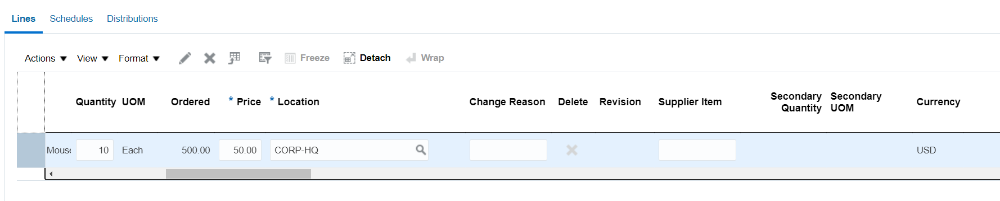 Lines Schedules Distributions
Actions View Format Freeze Detach Wrap
Quantity UOM Ordered * Price * Location Change Reason Delete Revision Supplier Item Secondary Quantity Secondary UOM Currency
Mouse 10 Each 500.00 50.00 CORP-HQ USD